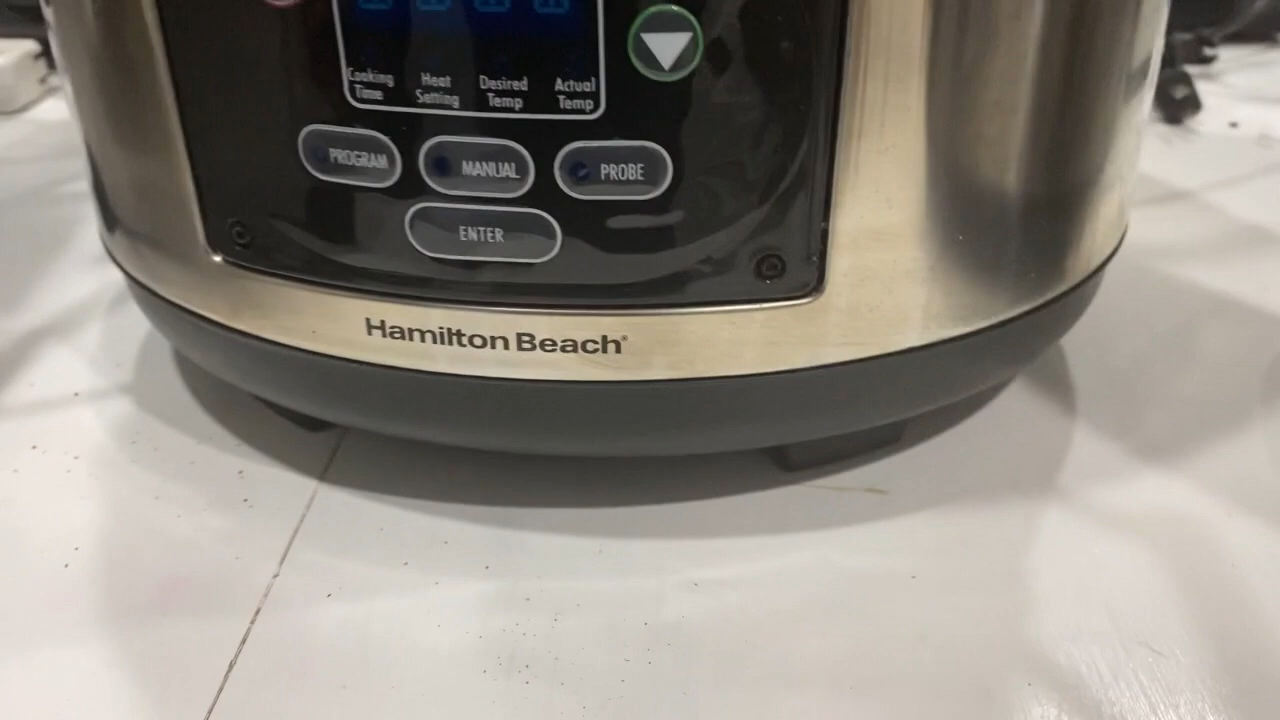 Cooking
Time
Heat
Setting
Desired
Temp
Actual
Temp
PROGRAM
MANUAL
PROBE
ENTER
Hamilton Beach®